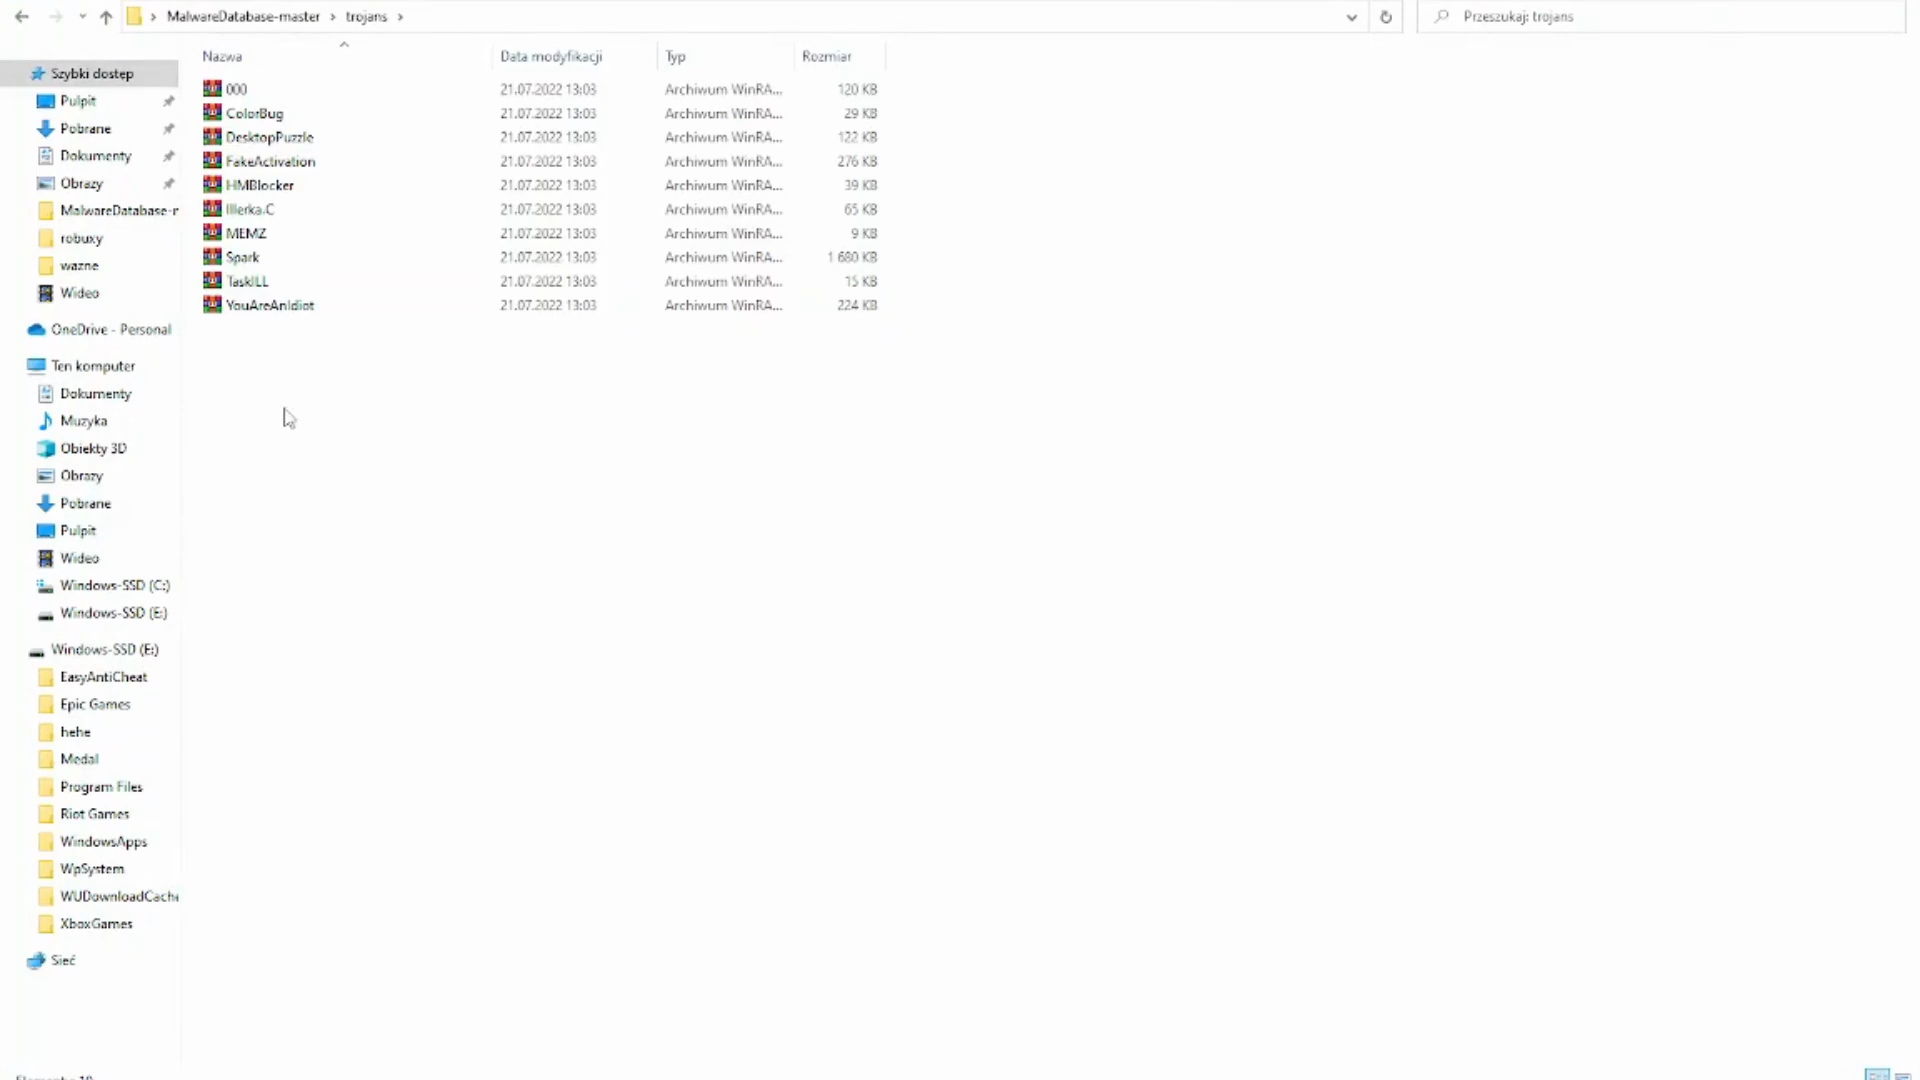 MalwareDatabase-master > trojans >
Przeszukaj: trojans
Nazwa Data modyfikacji Typ Rozmiar
000 21.07.2022 13:03 Archiwum WinRA... 120 KB
ColorBug 21.07.2022 13:03 Archiwum WinRA... 29 KB
DesktopPuzzle 21.07.2022 13:03 Archiwum WinRA... 122 KB
FakeActivation 21.07.2022 13:03 Archiwum WinRA... 276 KB
HMBlocker 21.07.2022 13:03 Archiwum WinRA... 39 KB
Illerka.C 21.07.2022 13:03 Archiwum WinRA... 65 KB
MEMZ 21.07.2022 13:03 Archiwum WinRA... 9 KB
Spark 21.07.2022 13:03 Archiwum WinRA... 1 680 KB
TaskILL 21.07.2022 13:03 Archiwum WinRA... 15 KB
YouAreAnIdiot 21.07.2022 13:03 Archiwum WinRA... 224 KB
Szybki dostęp
Pulpit
Pobrane
Dokumenty
Obrazy
MalwareDatabase-r
robuxy
wazne
Wideo
OneDrive - Personal
Ten komputer
Dokumenty
Muzyka
Obiekty 3D
Obrazy
Pobrane
Pulpit
Wideo
Windows-SSD (C:)
Windows-SSD (E:)
Windows-SSD (E:)
EasyAntiCheat
Epic Games
hehe
Medal
Program Files
Riot Games
WindowsApps
WpSystem
WUDownloadCache
XboxGames
Sieć